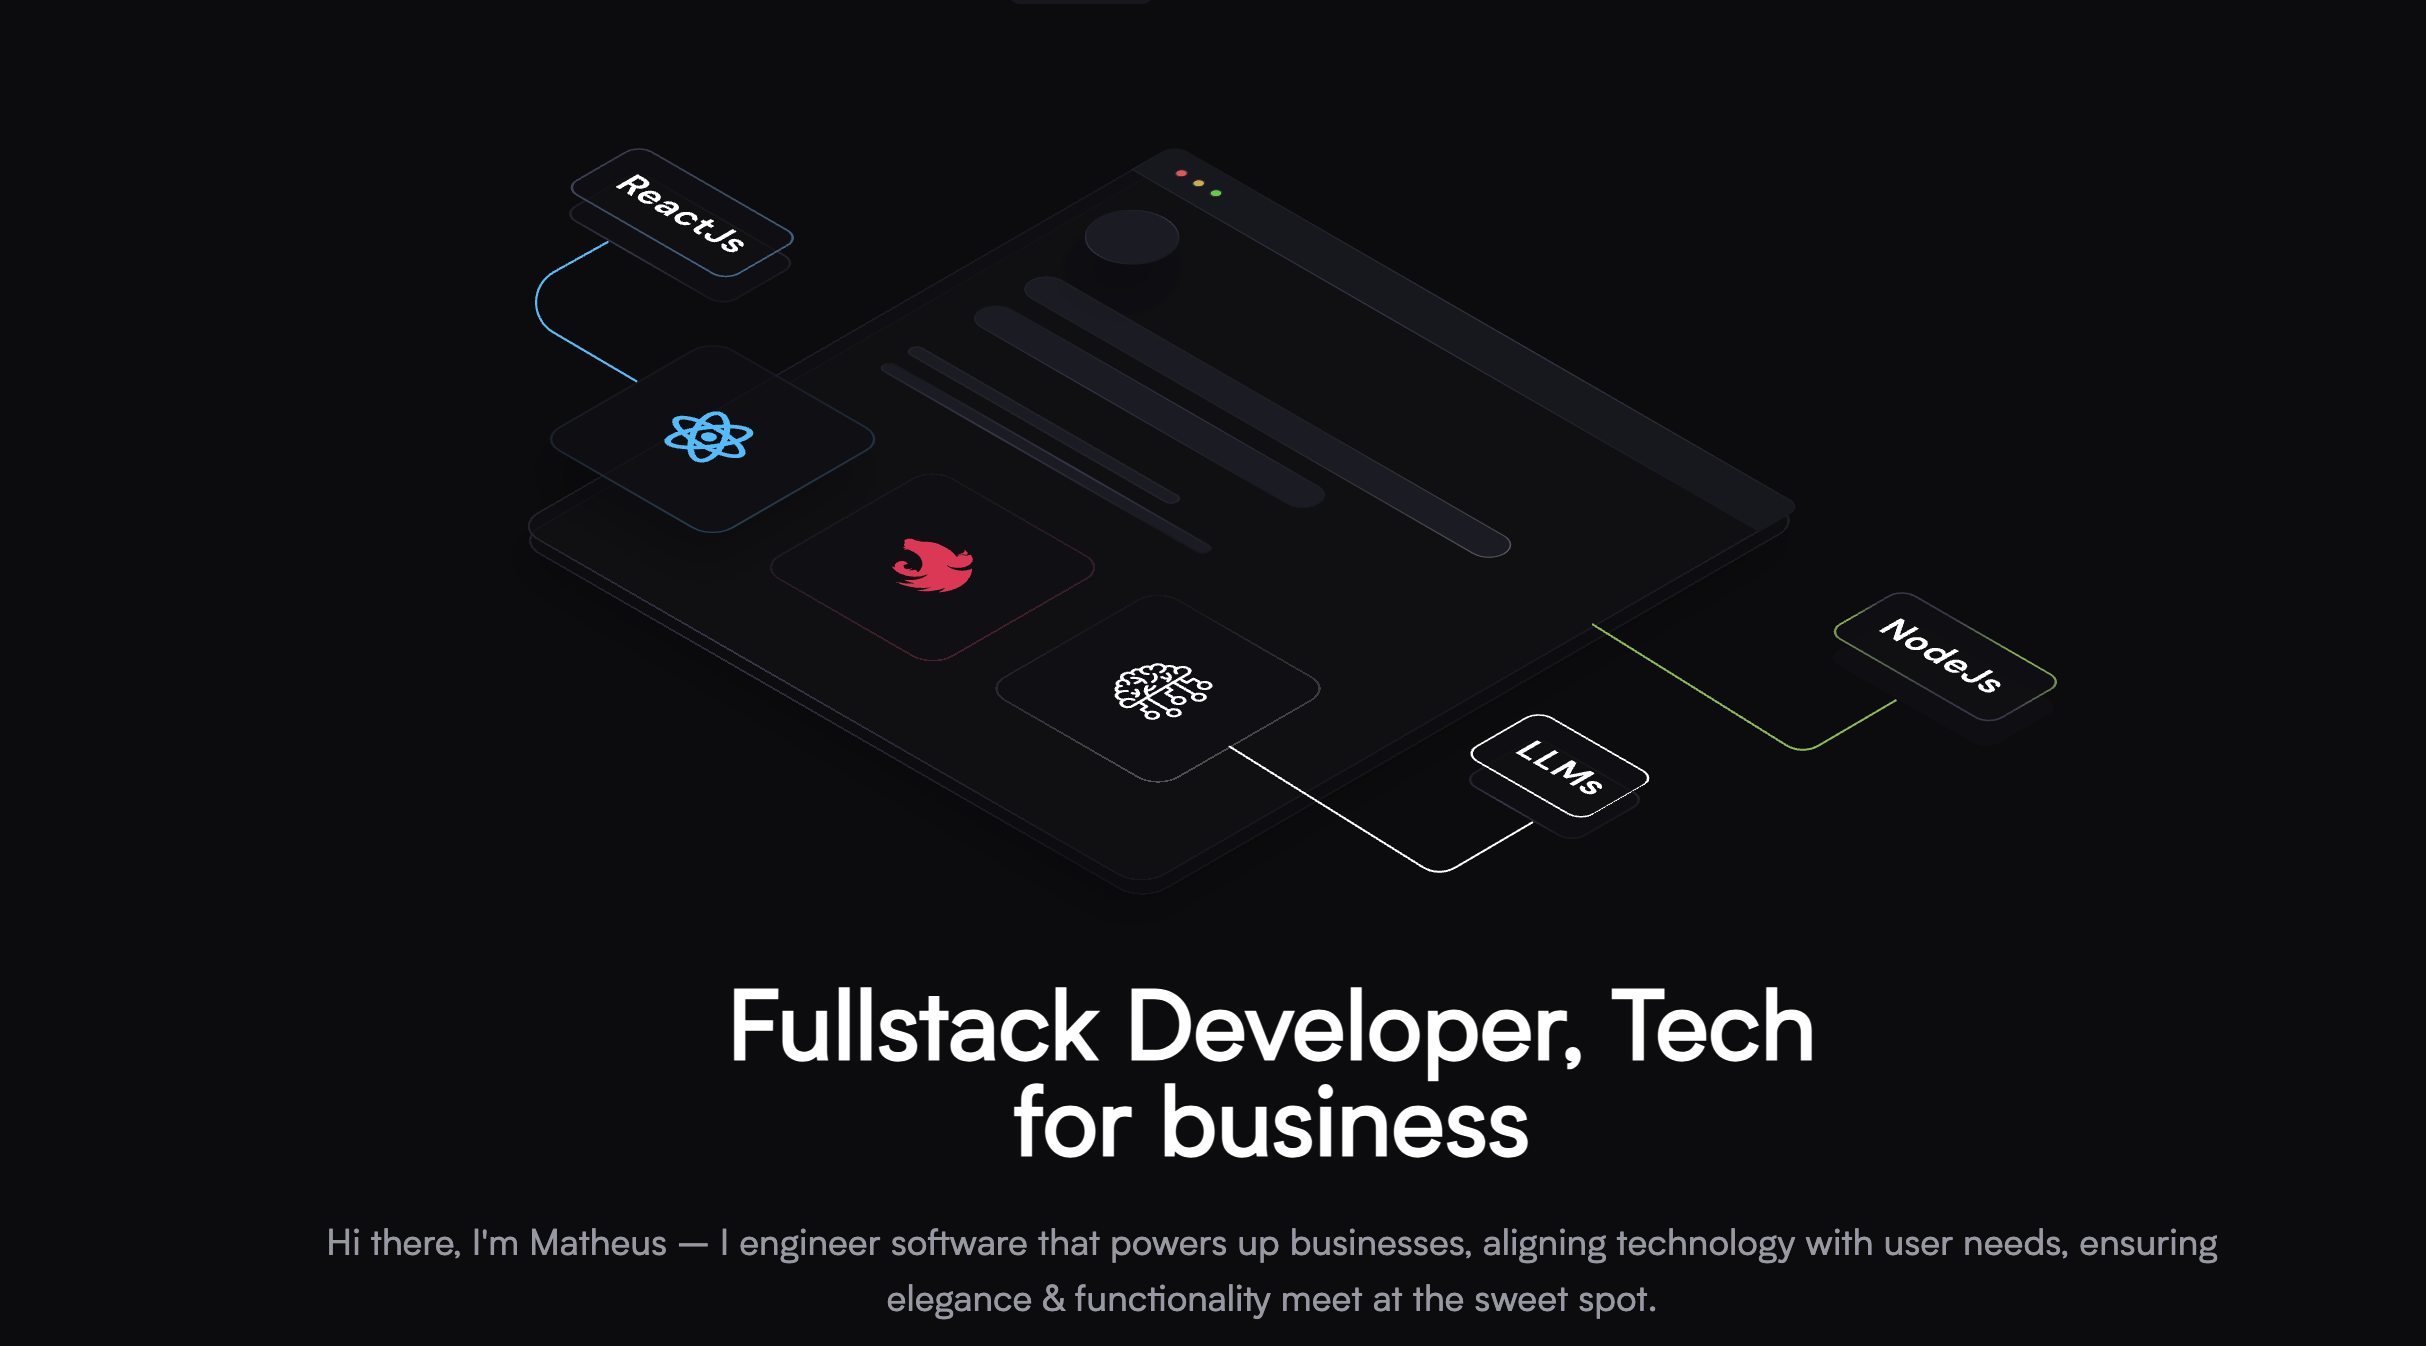 ReactJs
NodeJs
LLMs
Fullstack Developer, Tech
for business
Hi there, I'm Matheus — I engineer software that powers up businesses, aligning technology with user needs, ensuring
elegance & functionality meet at the sweet spot.